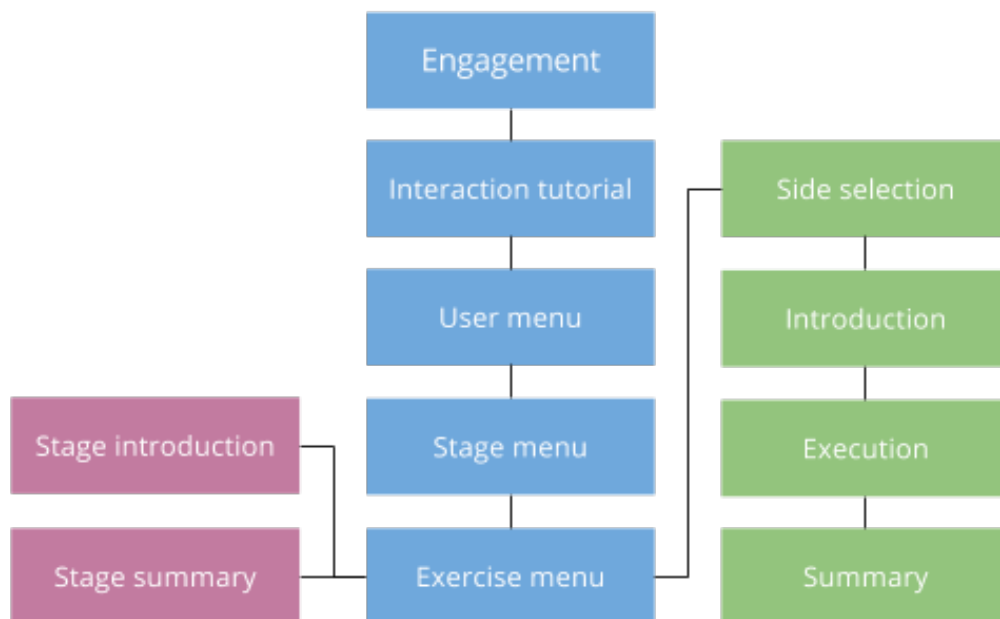 Engagement
Interaction tutorial
Side selection
User menu
Introduction
Stage introduction
Stage menu
Execution
Stage summary
Exercise menu
Summary